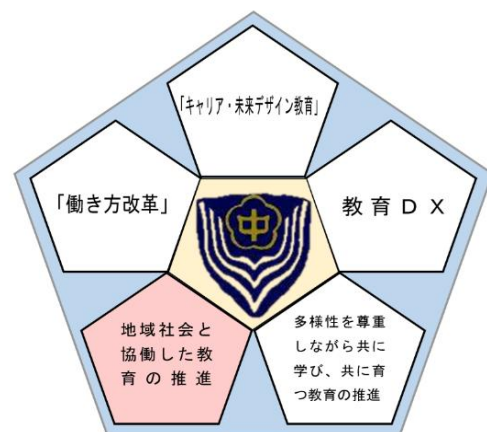 「キャリア・未来デザイン教育」
「働き方改革」
教育ＤＸ
中
地域社会と
協働した教
育の推進
多様性を尊重
しながら共に
学び、共に育
つ教育の推進